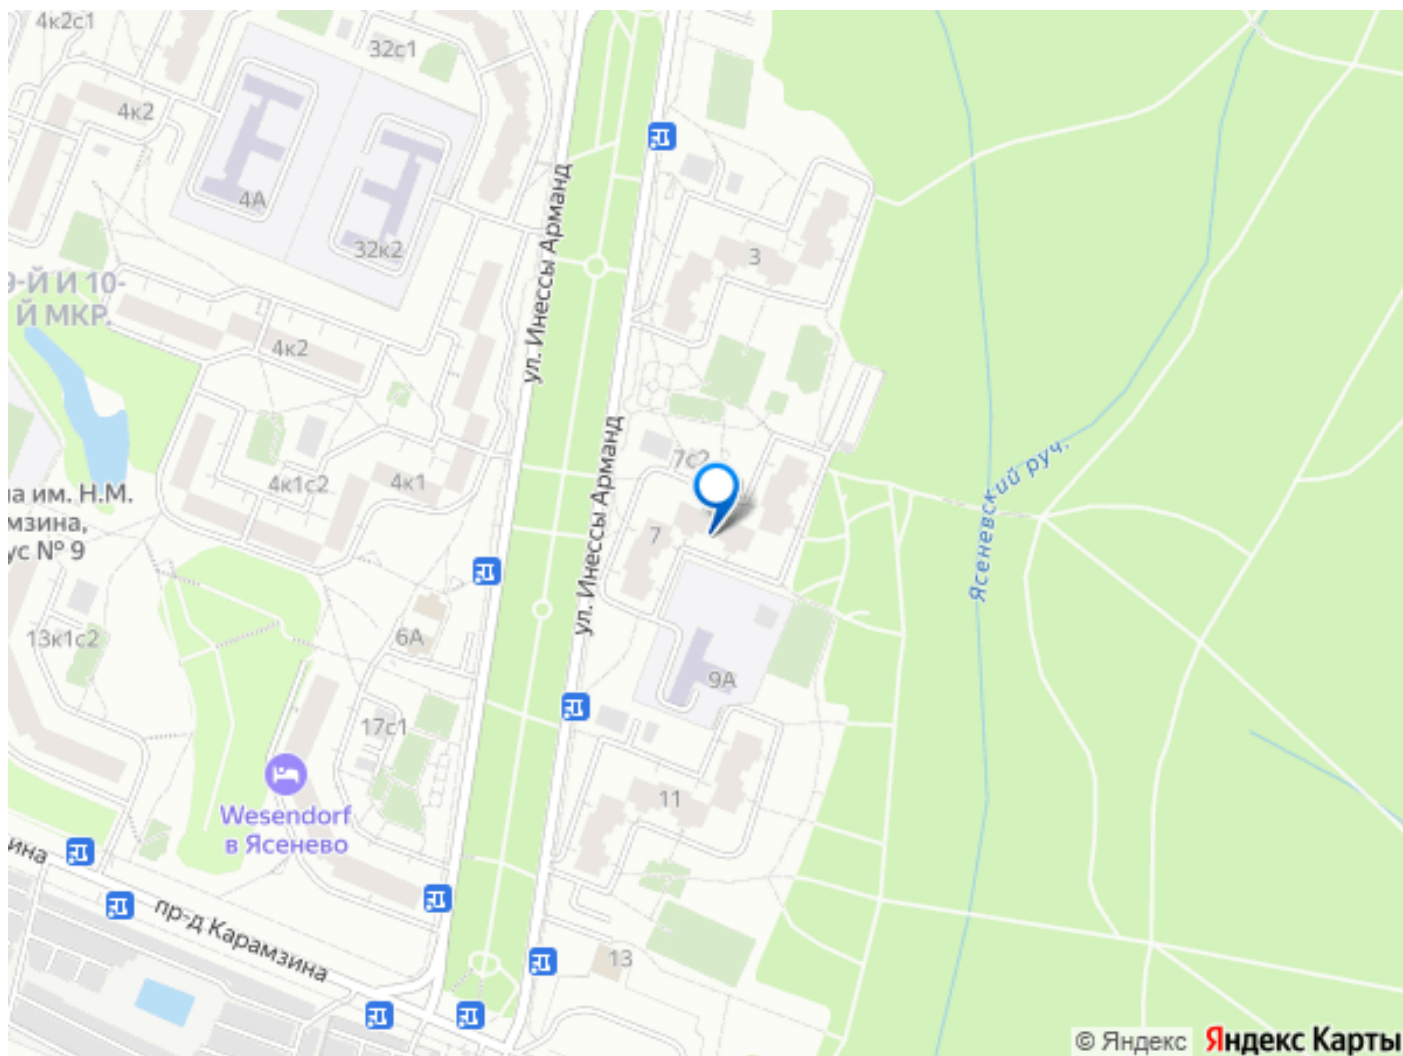 4к2с1
32с1
4к2
4А
32к2
3
9-Й И 10-
Й МКР.
4к2
ул. Инессы Арманд
ул. Инессы Арманд
7с2
4к1с2
4к1
на им. Н.М.
мзина,
ус № 9
7
Ясеневский руч.
13к1с2
6А
9А
17с1
11
Wesendorf
в Ясенево
ина
пр-д Карамзина
13
© Яндекс
Яндекс Карты